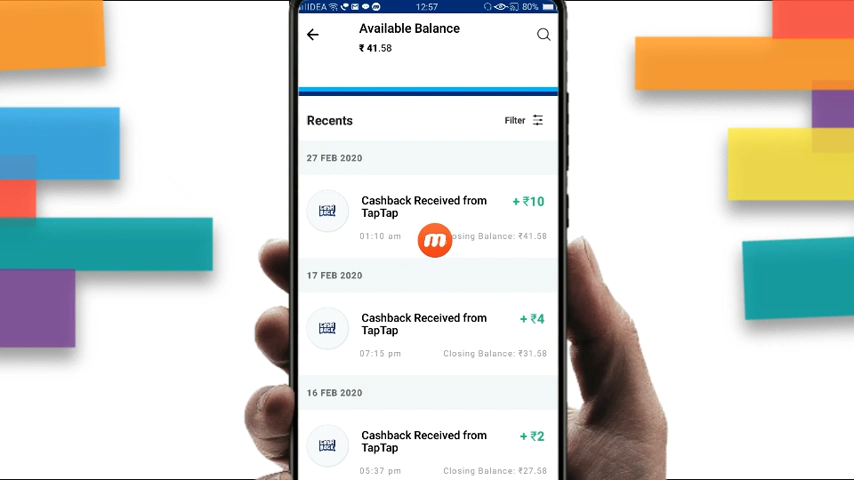 IDEA 12:57 80%
Available Balance
₹ 41.58
Recents
Filter
27 FEB 2020
Cashback Received from
TapTap
+ ₹10
01:10 am
Balance: ₹41.58
17 FEB 2020
Cashback Received from
TapTap
+ ₹4
07:15 pm
Closing Balance: ₹31.58
16 FEB 2020
Cashback Received from
TapTap
+ ₹2
05:37 pm
Closing Balance: ₹27.58